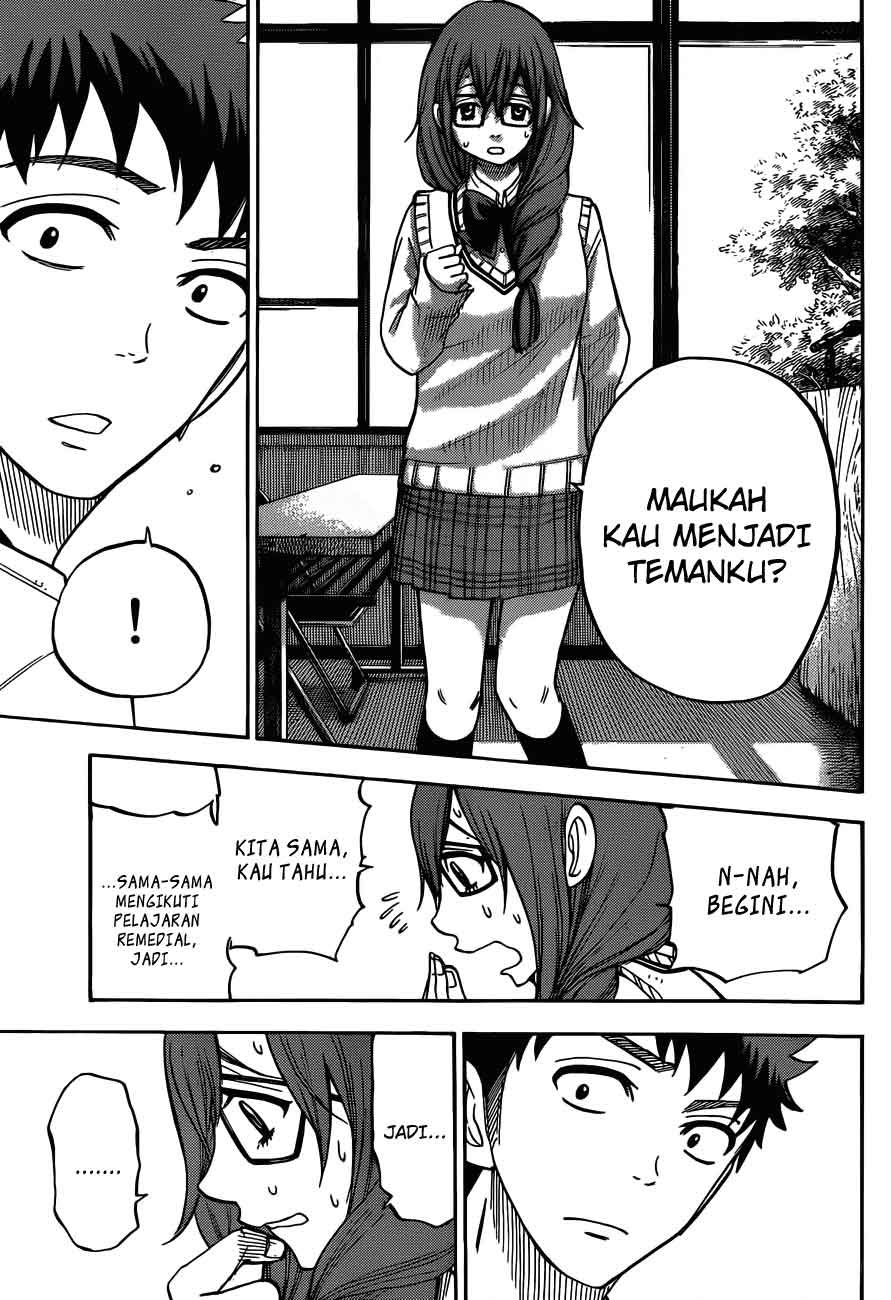 MAUKAH
KAU MENJADI
TEMANKU?
!
N-NAH,
BEGINI...
KITA SAMA,
KAU TAHU...
...SAMA-SAMA
MENGIKUTI
PELAJARAN
REMEDIAL,
JADI...
JADI...
.......